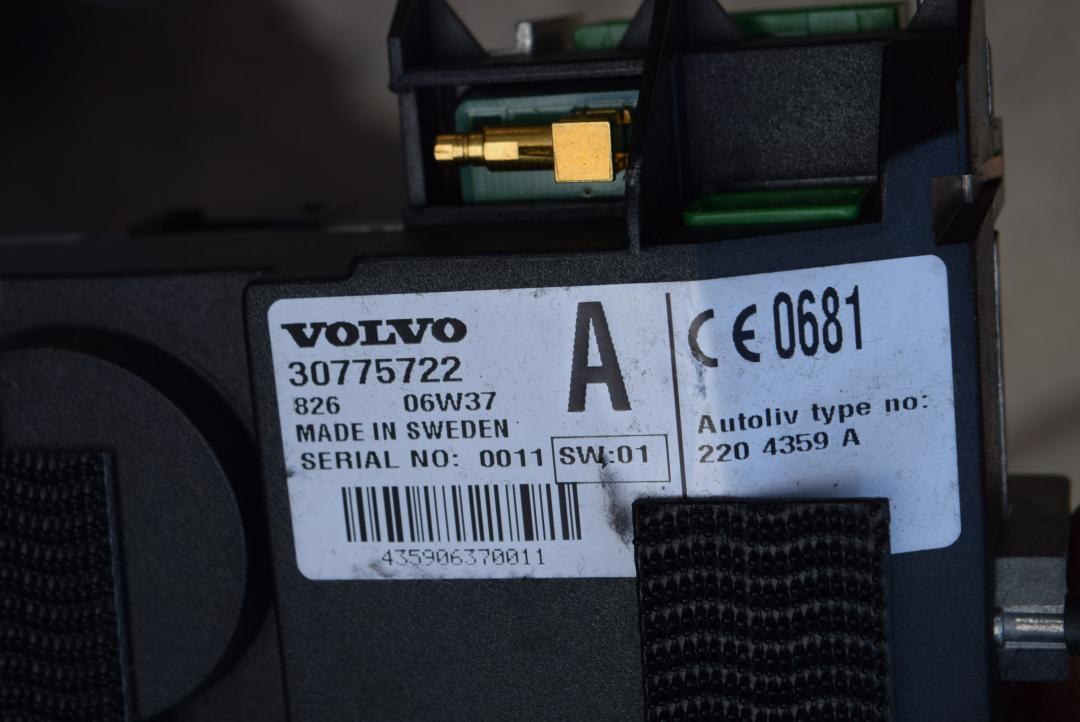 VOLVO
30775722
826 06W37
MADE IN SWEDEN
SERIAL NO: 0011 SW:01
435906370011
A
CE 0681
Autoliv type no:
220 4359 A